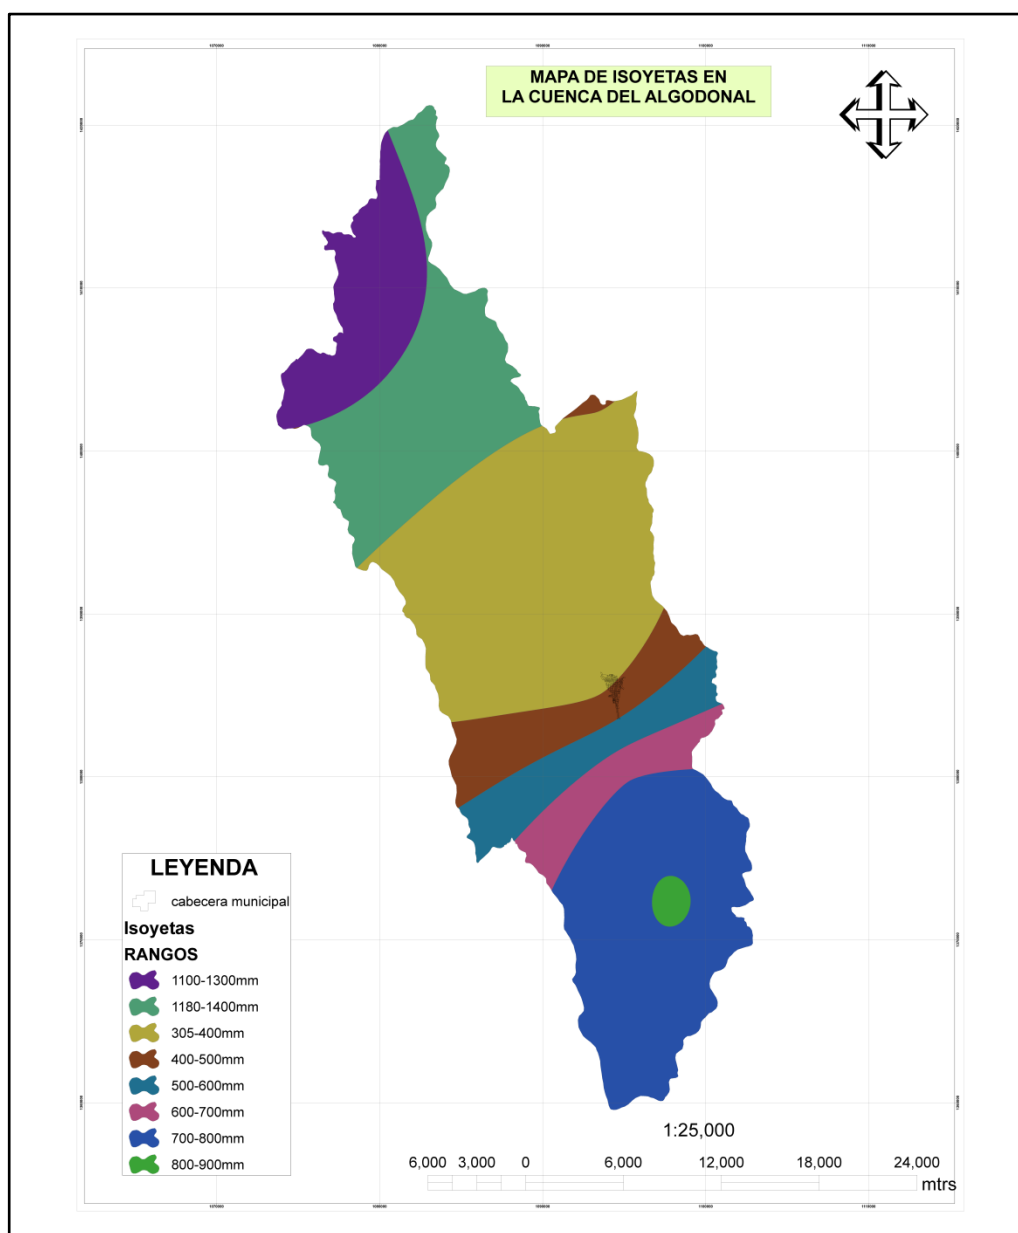 MAPA DE ISOYETAS EN
LA CUENCA DEL ALGODONAL
LEYENDA
cabecera municipal
Isoyetas
RANGOS
1100-1300mm
1180-1400mm
305-400mm
400-500mm
500-600mm
600-700mm
700-800mm
800-900mm
1:25,000
6,000 3,000 0 6,000 12,000 18,000 24,000
mtrs